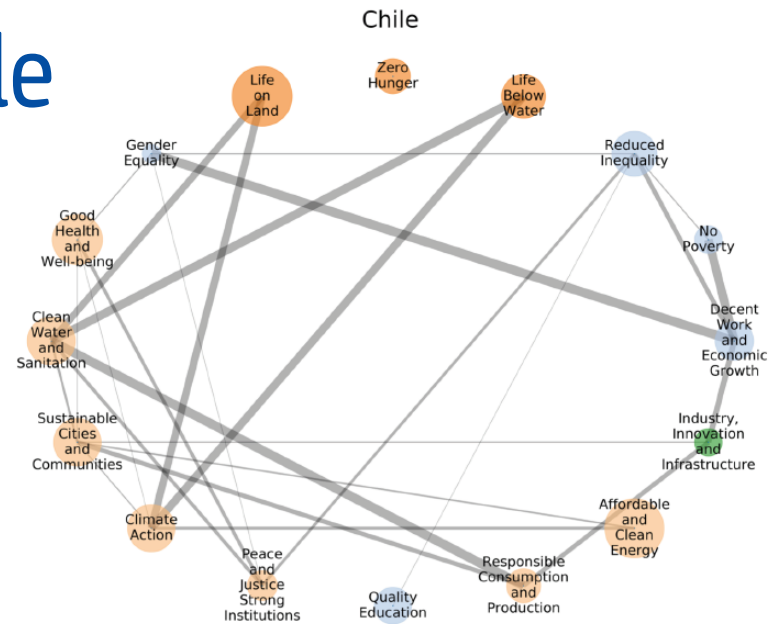 Chile
le
Zero
Hunger
Life
on
Land
Life
Below
Water
Gender
Equality
Reduced
Inequality
Good
Health
and
Well-being
No
Poverty
Clean
Water
and
Sanitation
Decent
Work
and
Economic
Growth
Sustainable
Cities
and
Communities
Industry,
Innovation
and
Infrastructure
Climate
Action
Affordable
and
Clean
Energy
Peace
and
Justice
Strong
Institutions
Quality
Education
Responsible
Consumption
and
Production